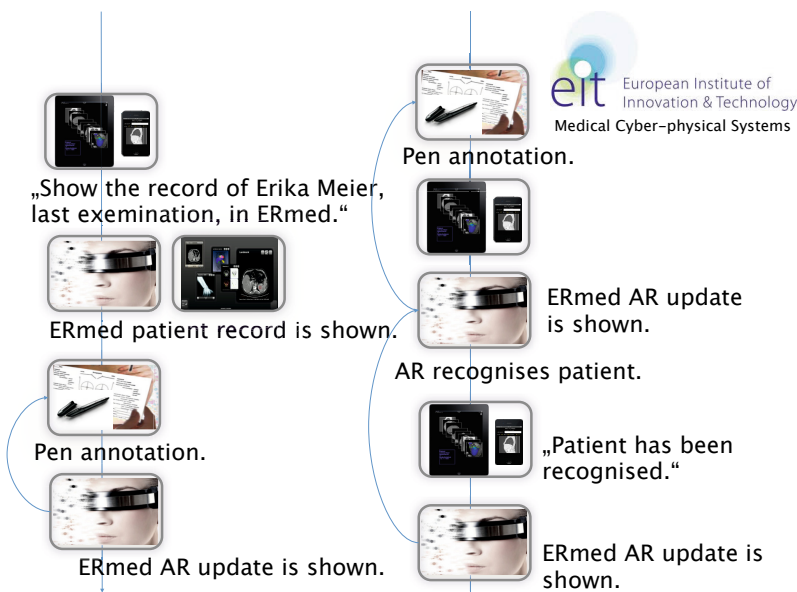 „Show the record of Erika Meier,
last exemination, in ERmed.“
ERmed patient record is shown.
Pen annotation.
ERmed AR update is shown.
eit
European Institute of
Innovation & Technology
Medical Cyber-physical Systems
Pen annotation.
ERmed AR update
is shown.
AR recognises patient.
„Patient has been
recognised.“
ERmed AR update is
shown.